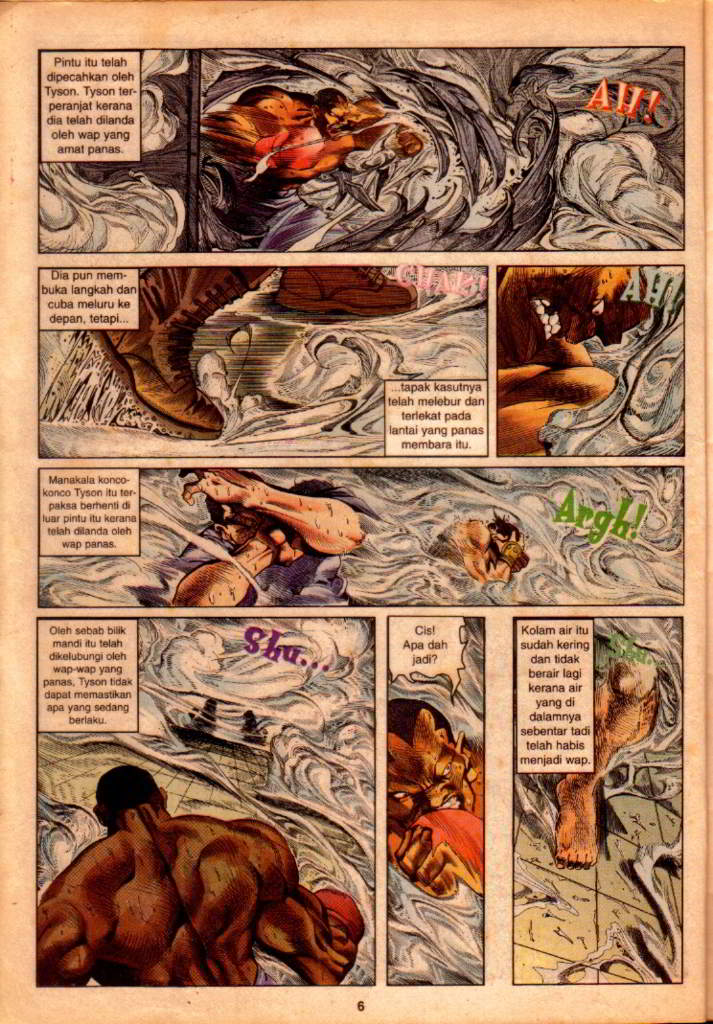 Pintu itu telah
dipecahkan oleh
Tyson. Tyson ter-
peranjat kerana
dia telah dilanda
oleh wap yang
amat panas.
AH!
Dia pun mem-
buka langkah dan
cuba meluru ke
depan, tetapi...
...tapak kasutnya
telah melebur dan
terlekat pada
lantai yang panas
membara itu.
AH!
Manakala konco-
konco Tyson itu ter-
paksa berhenti di
luar pintu itu kerana
telah dilanda oleh
wap panas.
Argh!
Oleh sebab bilik
mandi itu telah
dikelubungi oleh
wap-wap yang
panas, Tyson tidak
dapat memastikan
apa yang sedang
berlaku.
Shu...
Cis!
Apa dah
jadi?
Kolam air itu
sudah kering
dan tidak
berair lagi
kerana air
yang di
dalamnya
sebentar tadi
telah habis
menjadi wap.
6